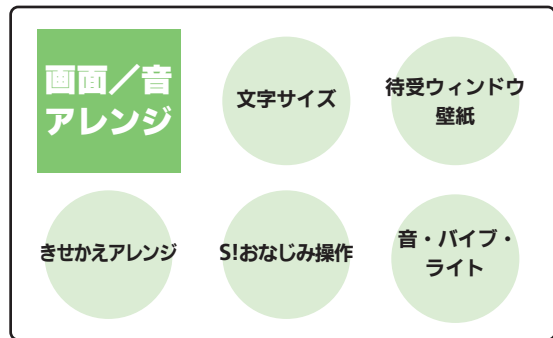 画面／音
アレンジ
文字サイズ
待受ウィンドウ
壁紙
きせかえアレンジ
S!おなじみ操作
音・バイブ・
ライト